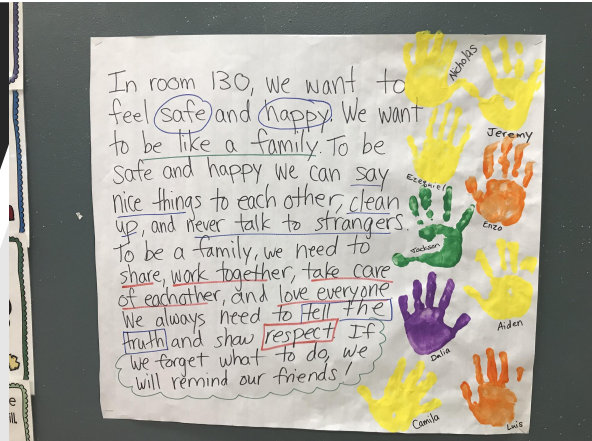 In room 130, we want to
feel safe and happy. We want
to be like a family. To be
safe and happy we can say
nice things to each other, clean
up, and never talk to strangers.
To be a family, we need to
share, work together, take care
of eachother, and love everyone
We always need to tell the
truth and show respect If
we forget what to do, we
will remind our friends!
Nicholas
Jeremy
Ezequiel
Enzo
Jackson
Aiden
Dalia
Camila
Luis